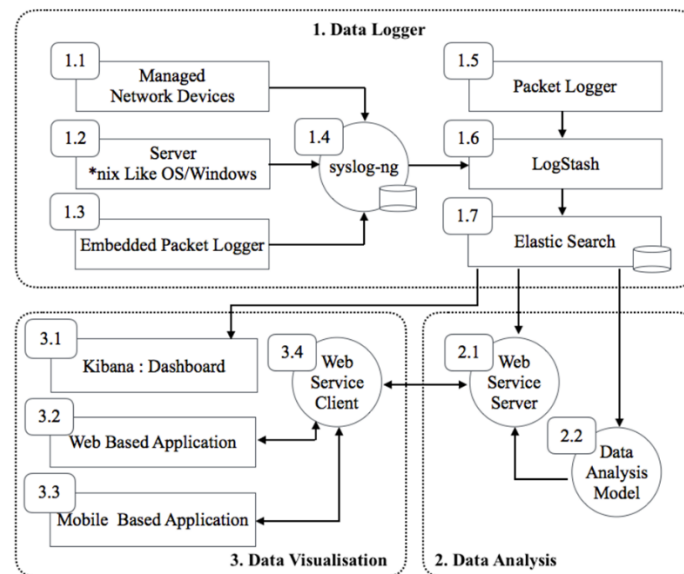 1. Data Logger
1.1
Managed
Network Devices
1.2
Server
*nix Like OS/Windows
1.3
Embedded Packet Logger
1.4
syslog-ng
1.5
Packet Logger
1.6
LogStash
1.7
Elastic Search
3.1
Kibana : Dashboard
3.2
Web Based Application
3.3
Mobile Based Application
3.4
Web
Service
Client
3. Data Visualisation
2.1
Web
Service
Server
2.2
Data
Analysis
Model
2. Data Analysis